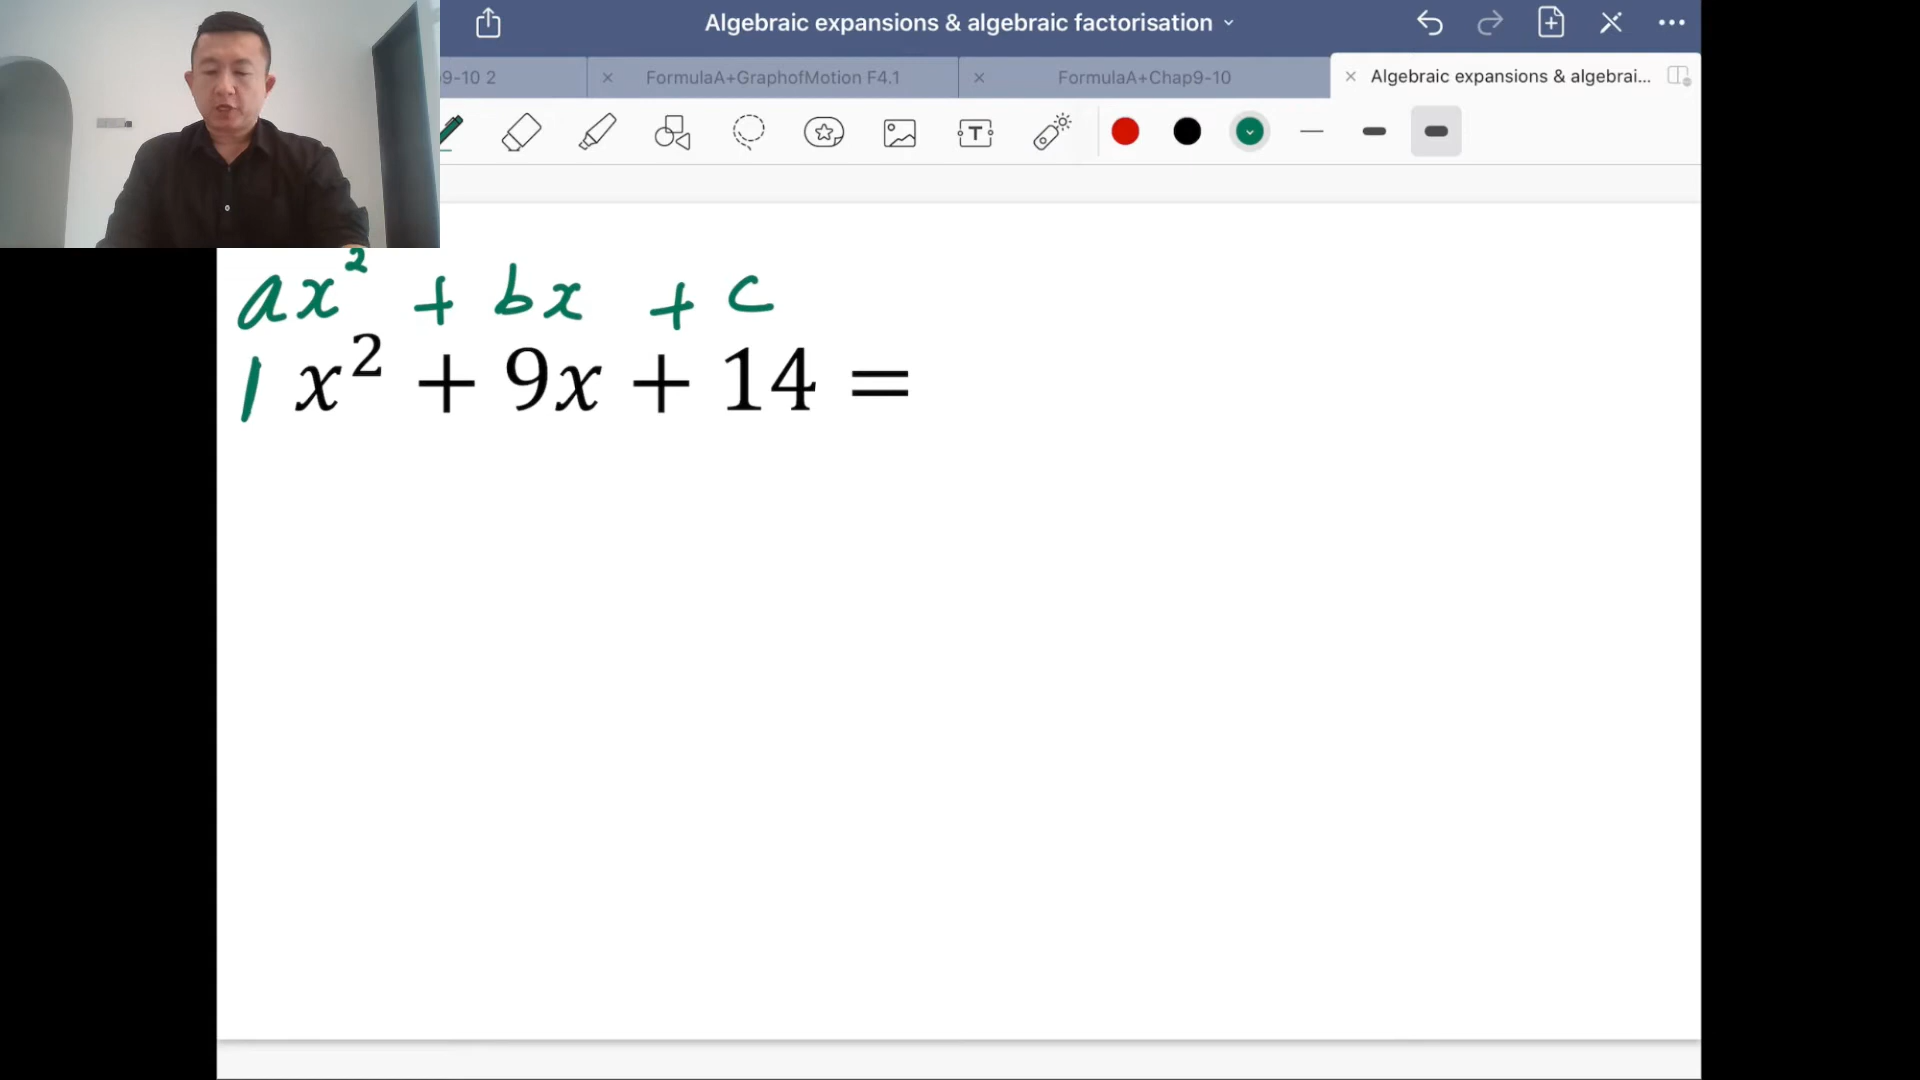 Algebraic expansions & algebraic factorisation
9-10 2
FormulaA+GraphofMotion F4.1
FormulaA+Chap9-10
Algebraic expansions & algebrai...
T
ax² + bx + c
1 x² + 9x + 14 =